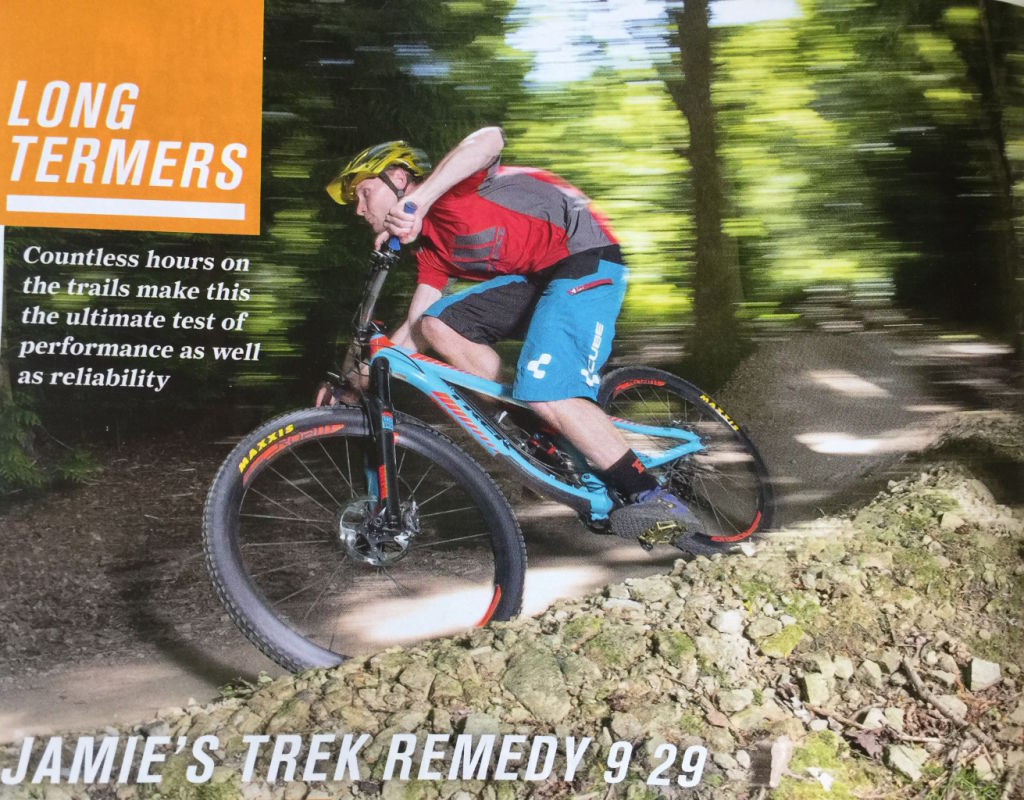 LONG
TERMERS
Countless hours on
the trails make this
the ultimate test of
performance as well
as reliability
MAXXIS
CUBE
MAXXIS
JAMIE'S TREK REMEDY 9 29